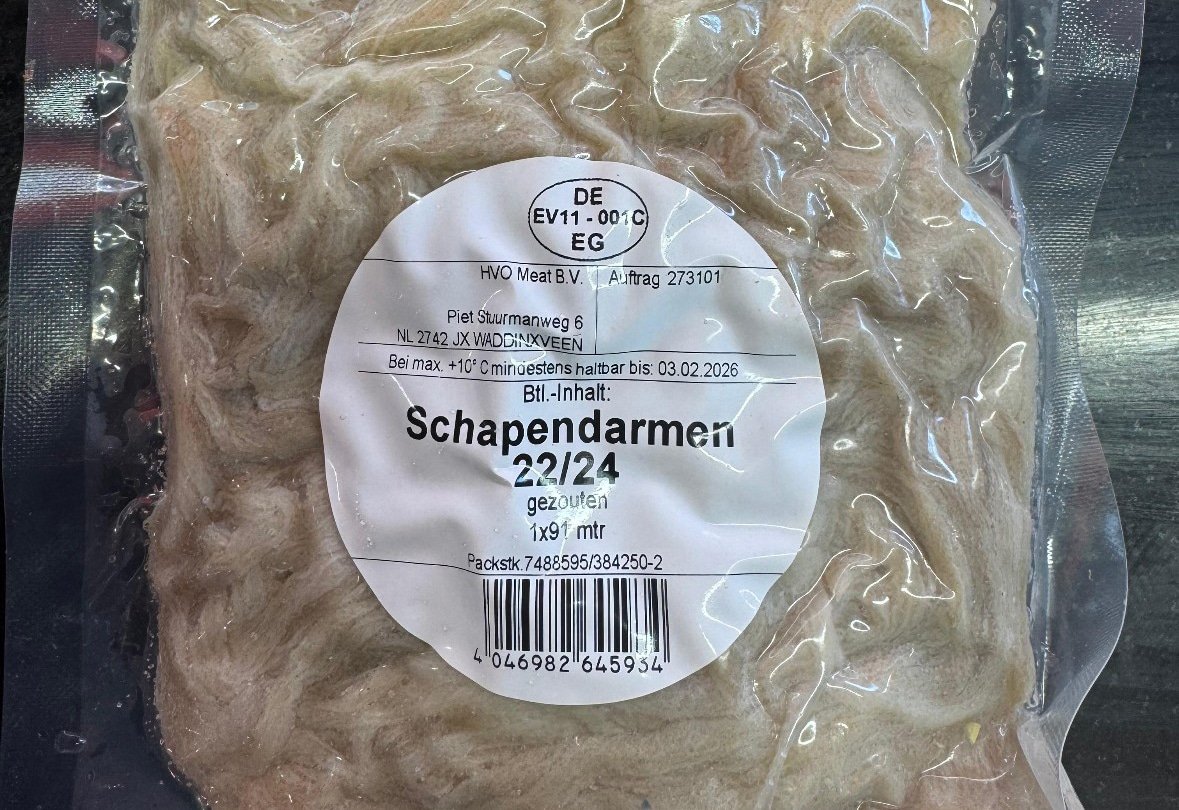 DE
EV11 - 001C
EG
HVO Meat B.V. Auftrag 273101
Piet Stuurmanweg 6
NL 2742 JX WADDINXVEEN
Bei max. +10° C mindestens haltbar bis: 03.02.2026
Btl.-Inhalt:
Schapendarmen
22/24
gezouten
1x91 mtr
Packstk.7488595/384250-2
4 046982 645934